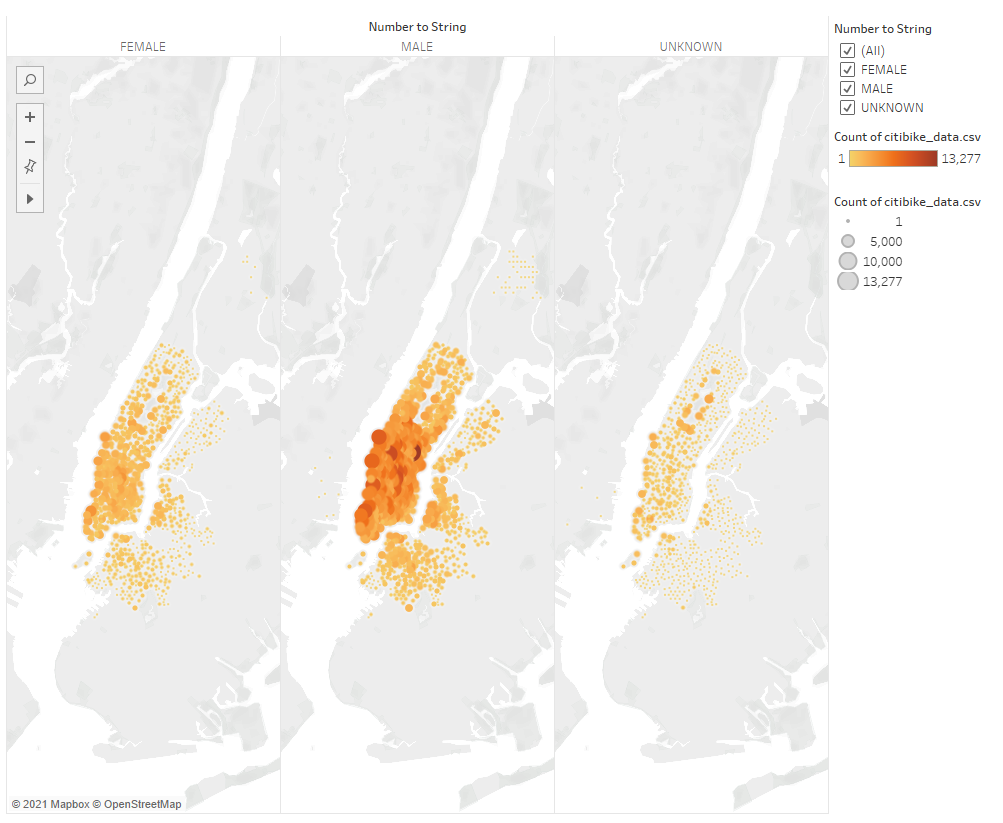 Number to String
FEMALE
MALE
UNKNOWN
© 2021 Mapbox © OpenStreetMap
Number to String
(All)
FEMALE
MALE
UNKNOWN
Count of citibike_data.csv
1 13,277
Count of citibike_data.csv
1
5,000
10,000
13,277